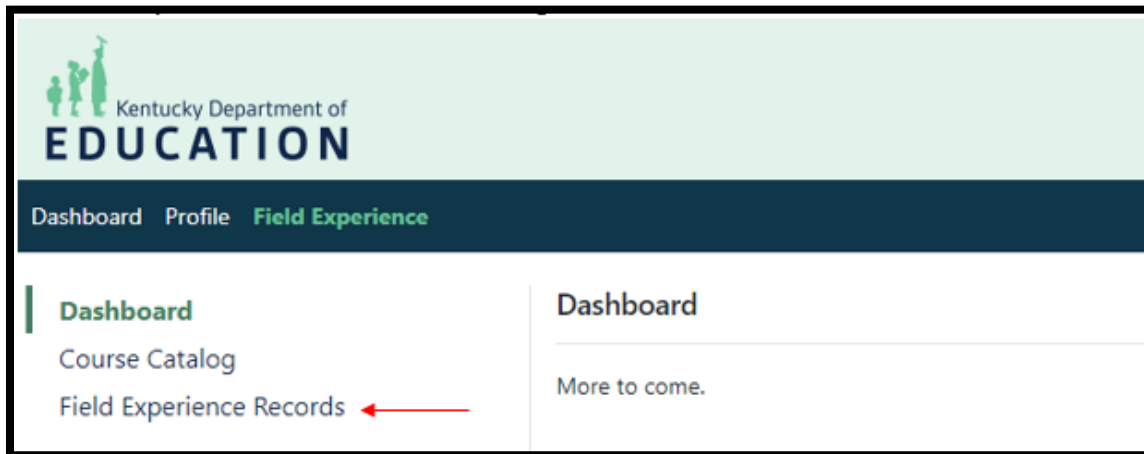 Kentucky Department of
EDUCATION
Dashboard Profile Field Experience
Dashboard
Course Catalog
Field Experience Records
Dashboard
More to come.